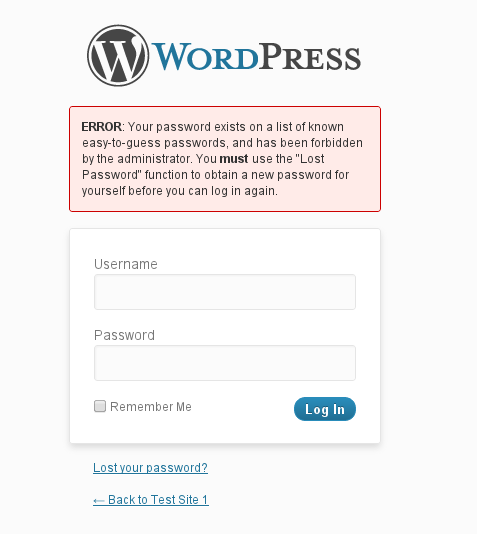 WORDPRESS
ERROR: Your password exists on a list of known
easy-to-guess passwords, and has been forbidden
by the administrator. You must use the "Lost
Password" function to obtain a new password for
yourself before you can log in again.
Username
Password
Remember Me
Log In
Lost your password?
← Back to Test Site 1